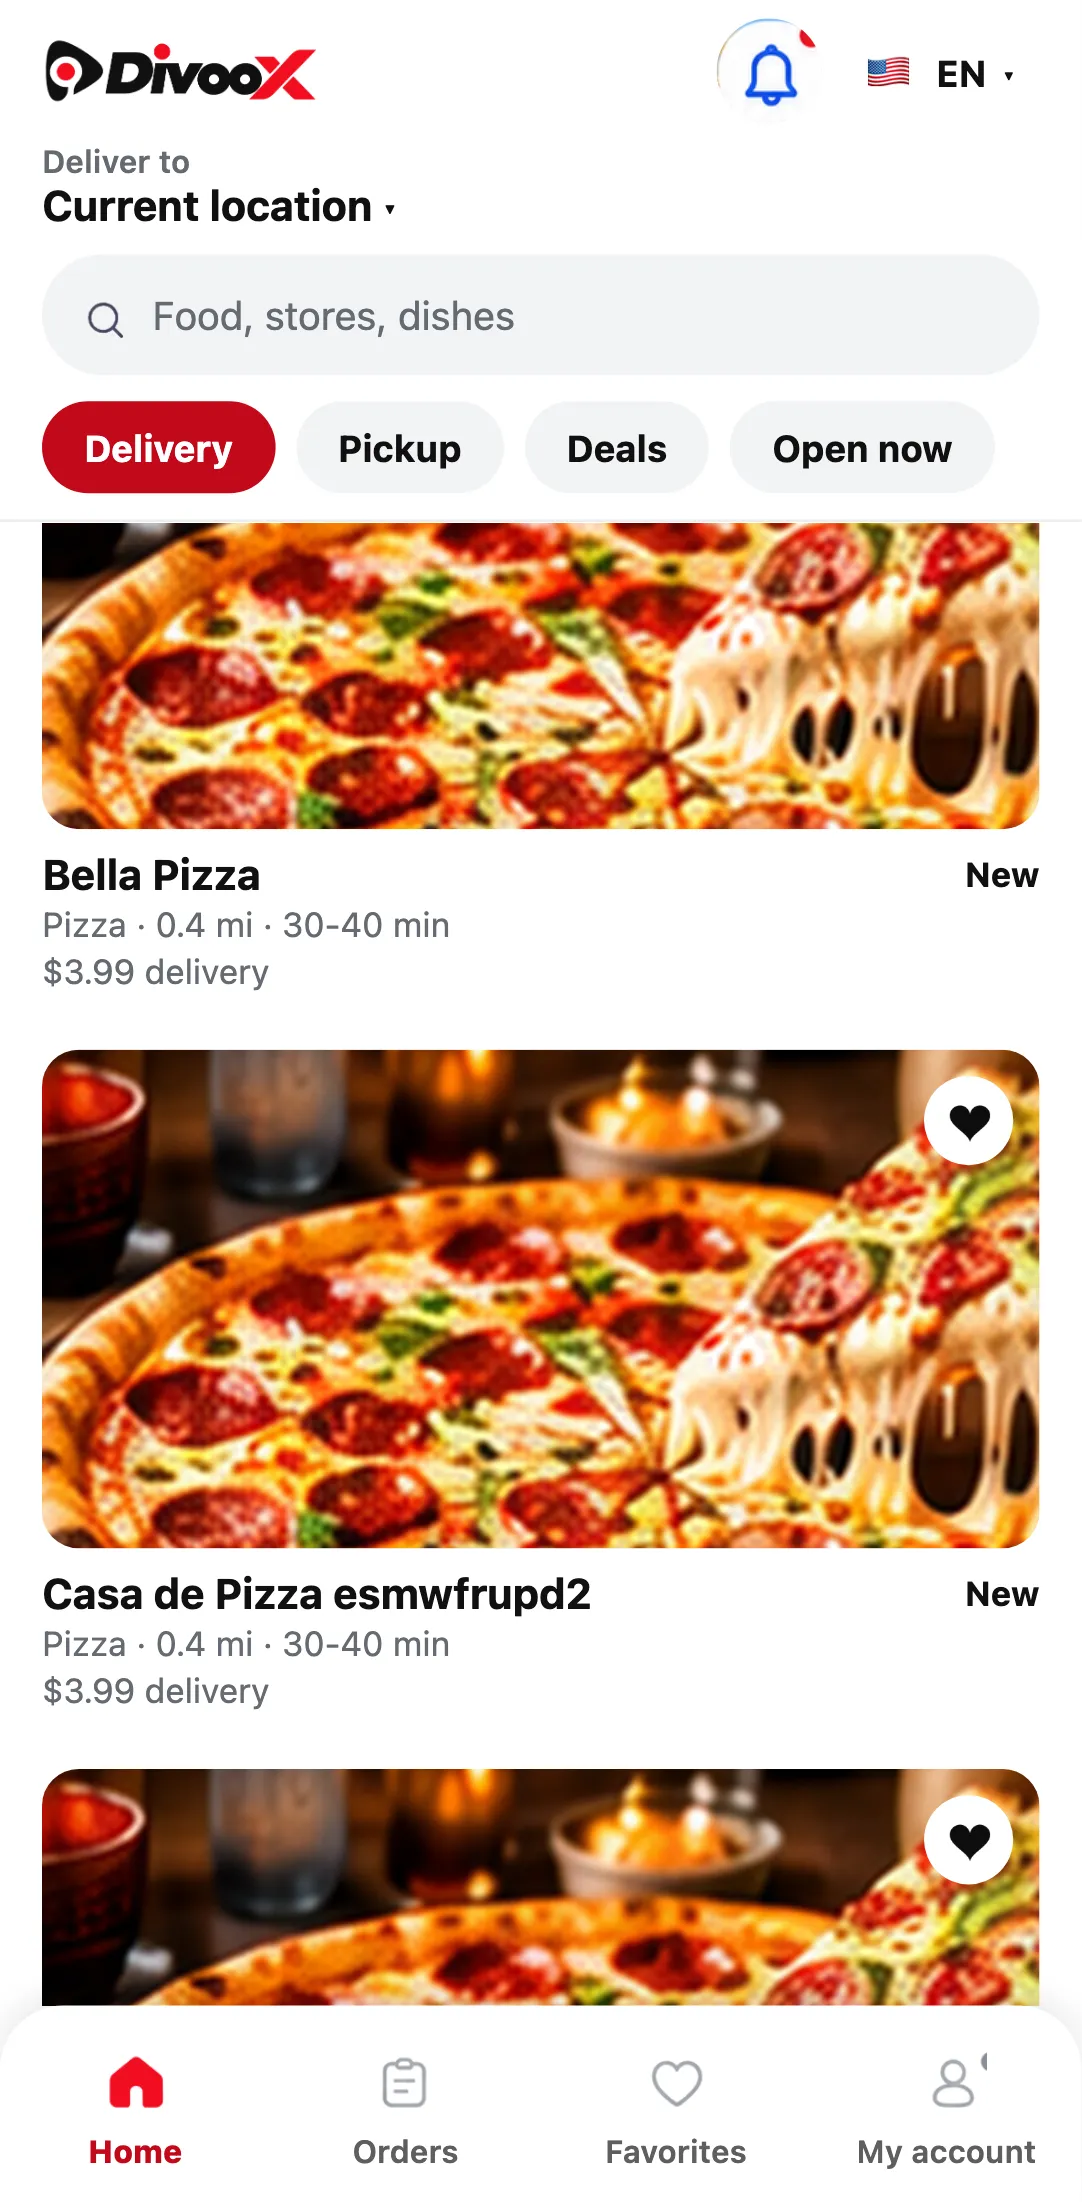 DivooX
EN
Deliver to
Current location
Food, stores, dishes
Delivery
Pickup
Deals
Open now
Bella Pizza
New
Pizza · 0.4 mi · 30-40 min
$3.99 delivery
Casa de Pizza esmwfrupd2
New
Pizza · 0.4 mi · 30-40 min
$3.99 delivery
Home
Orders
Favorites
My account